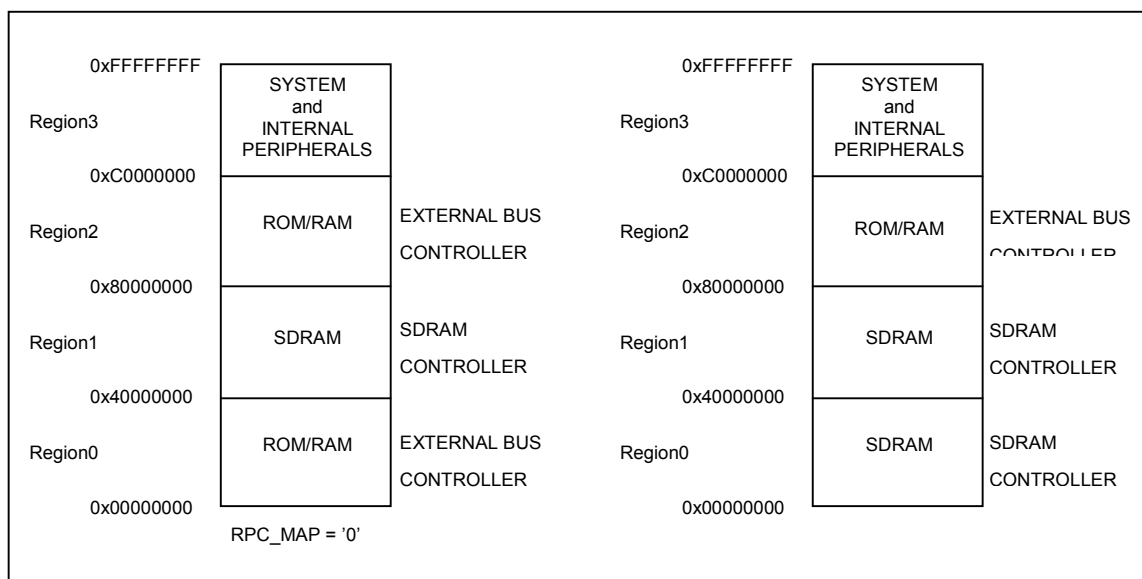 0xFFFFFFFF
SYSTEM
and
INTERNAL
PERIPHERALS
Region3
0xC0000000
ROM/RAM
EXTERNAL BUS
CONTROLLER
Region2
0x80000000
SDRAM
SDRAM
CONTROLLER
Region1
0x40000000
ROM/RAM
EXTERNAL BUS
CONTROLLER
Region0
0x00000000
RPC_MAP = ’0’
0xFFFFFFFF
SYSTEM
and
INTERNAL
PERIPHERALS
Region3
0xC0000000
ROM/RAM
EXTERNAL BUS
CONTROLLER
Region2
0x80000000
SDRAM
SDRAM
CONTROLLER
Region1
0x40000000
SDRAM
SDRAM
CONTROLLER
Region0
0x00000000